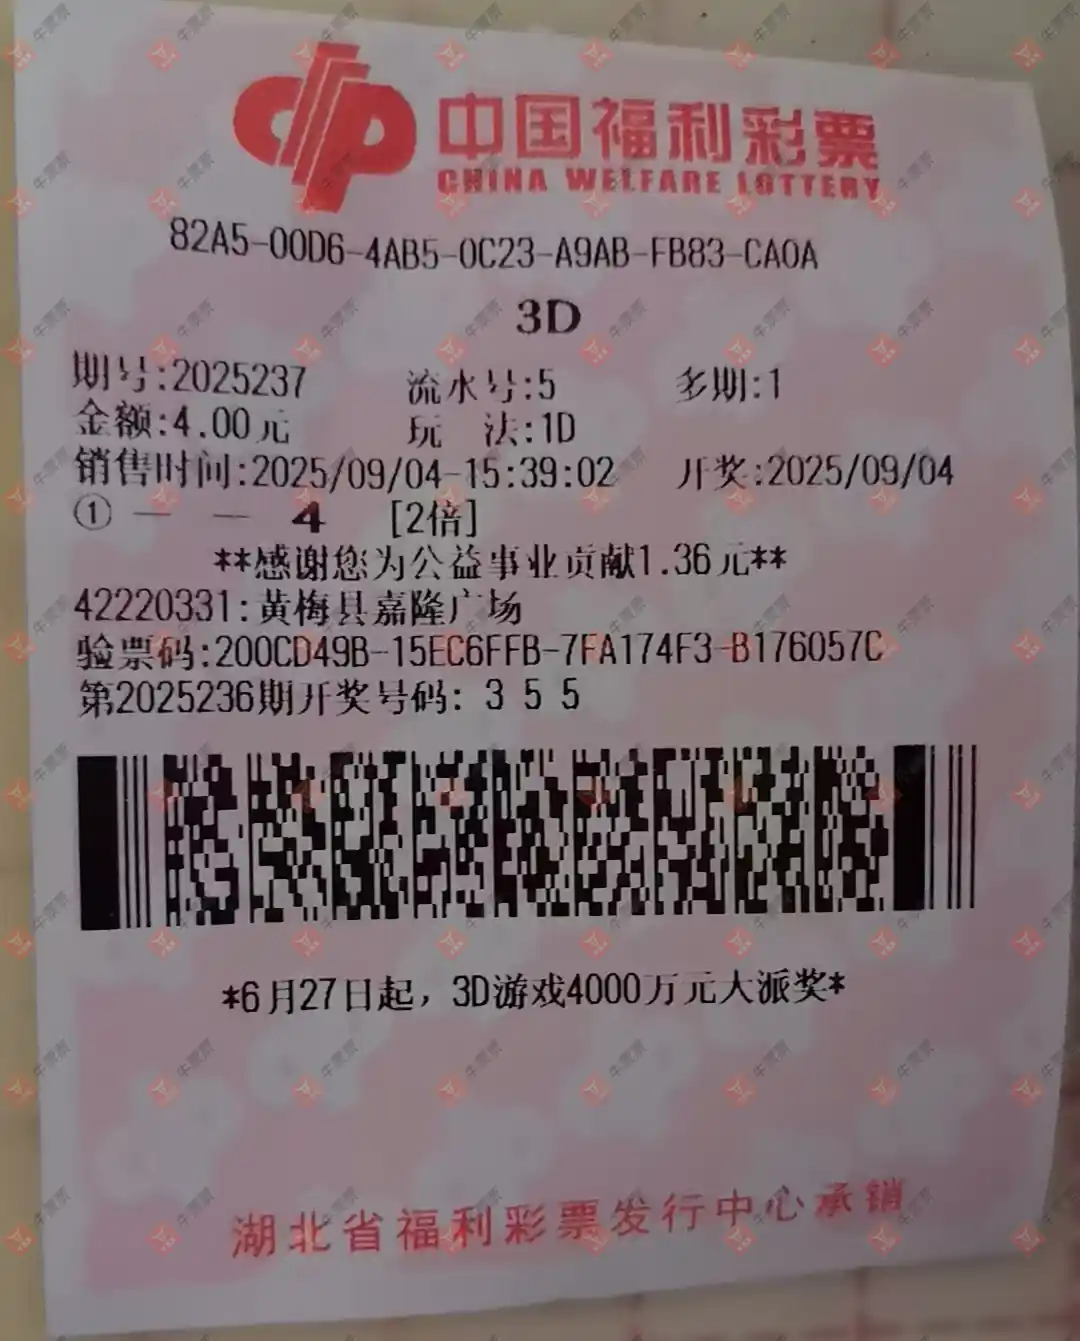 中国福利彩票
CHINA WELFARE LOTTERY
82A5-00D6-4AB5-0C23-A9AB-FB83-CA0A
3D
期号:2025237 流水号:5 多期:1
金额:4.00元 玩 法:1D
销售时间:2025/09/04-15:39:02 开奖:2025/09/04
① — — 4 [2倍]
**感谢您为公益事业贡献1.36元**
42220331:黄梅县嘉隆广场
验票码:200CD49B-15EC6FFB-7FA174F3-B176057C
第2025236期开奖号码: 3 5 5
*6月27日起，3D游戏4000万元大派奖*
湖北省福利彩票发行中心承销